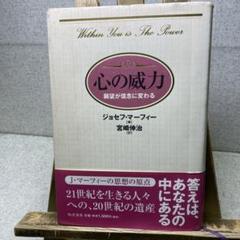 Within You is The Power
心の威力
願望が信念に変わる
ジョセフ・マーフィー
宮崎伸治
答えは、
あなたの
中にある
J・マーフィーの思想の原点
21世紀を生きる人々
への、20世紀の遺産